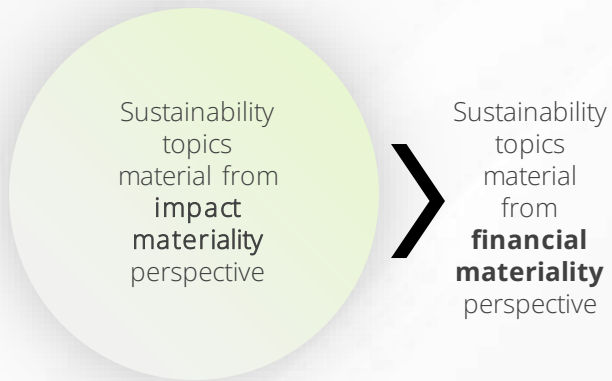 Sustainability
topics
material from
impact
materiality
perspective
Sustainability
topics
material
from
financial
materiality
perspective